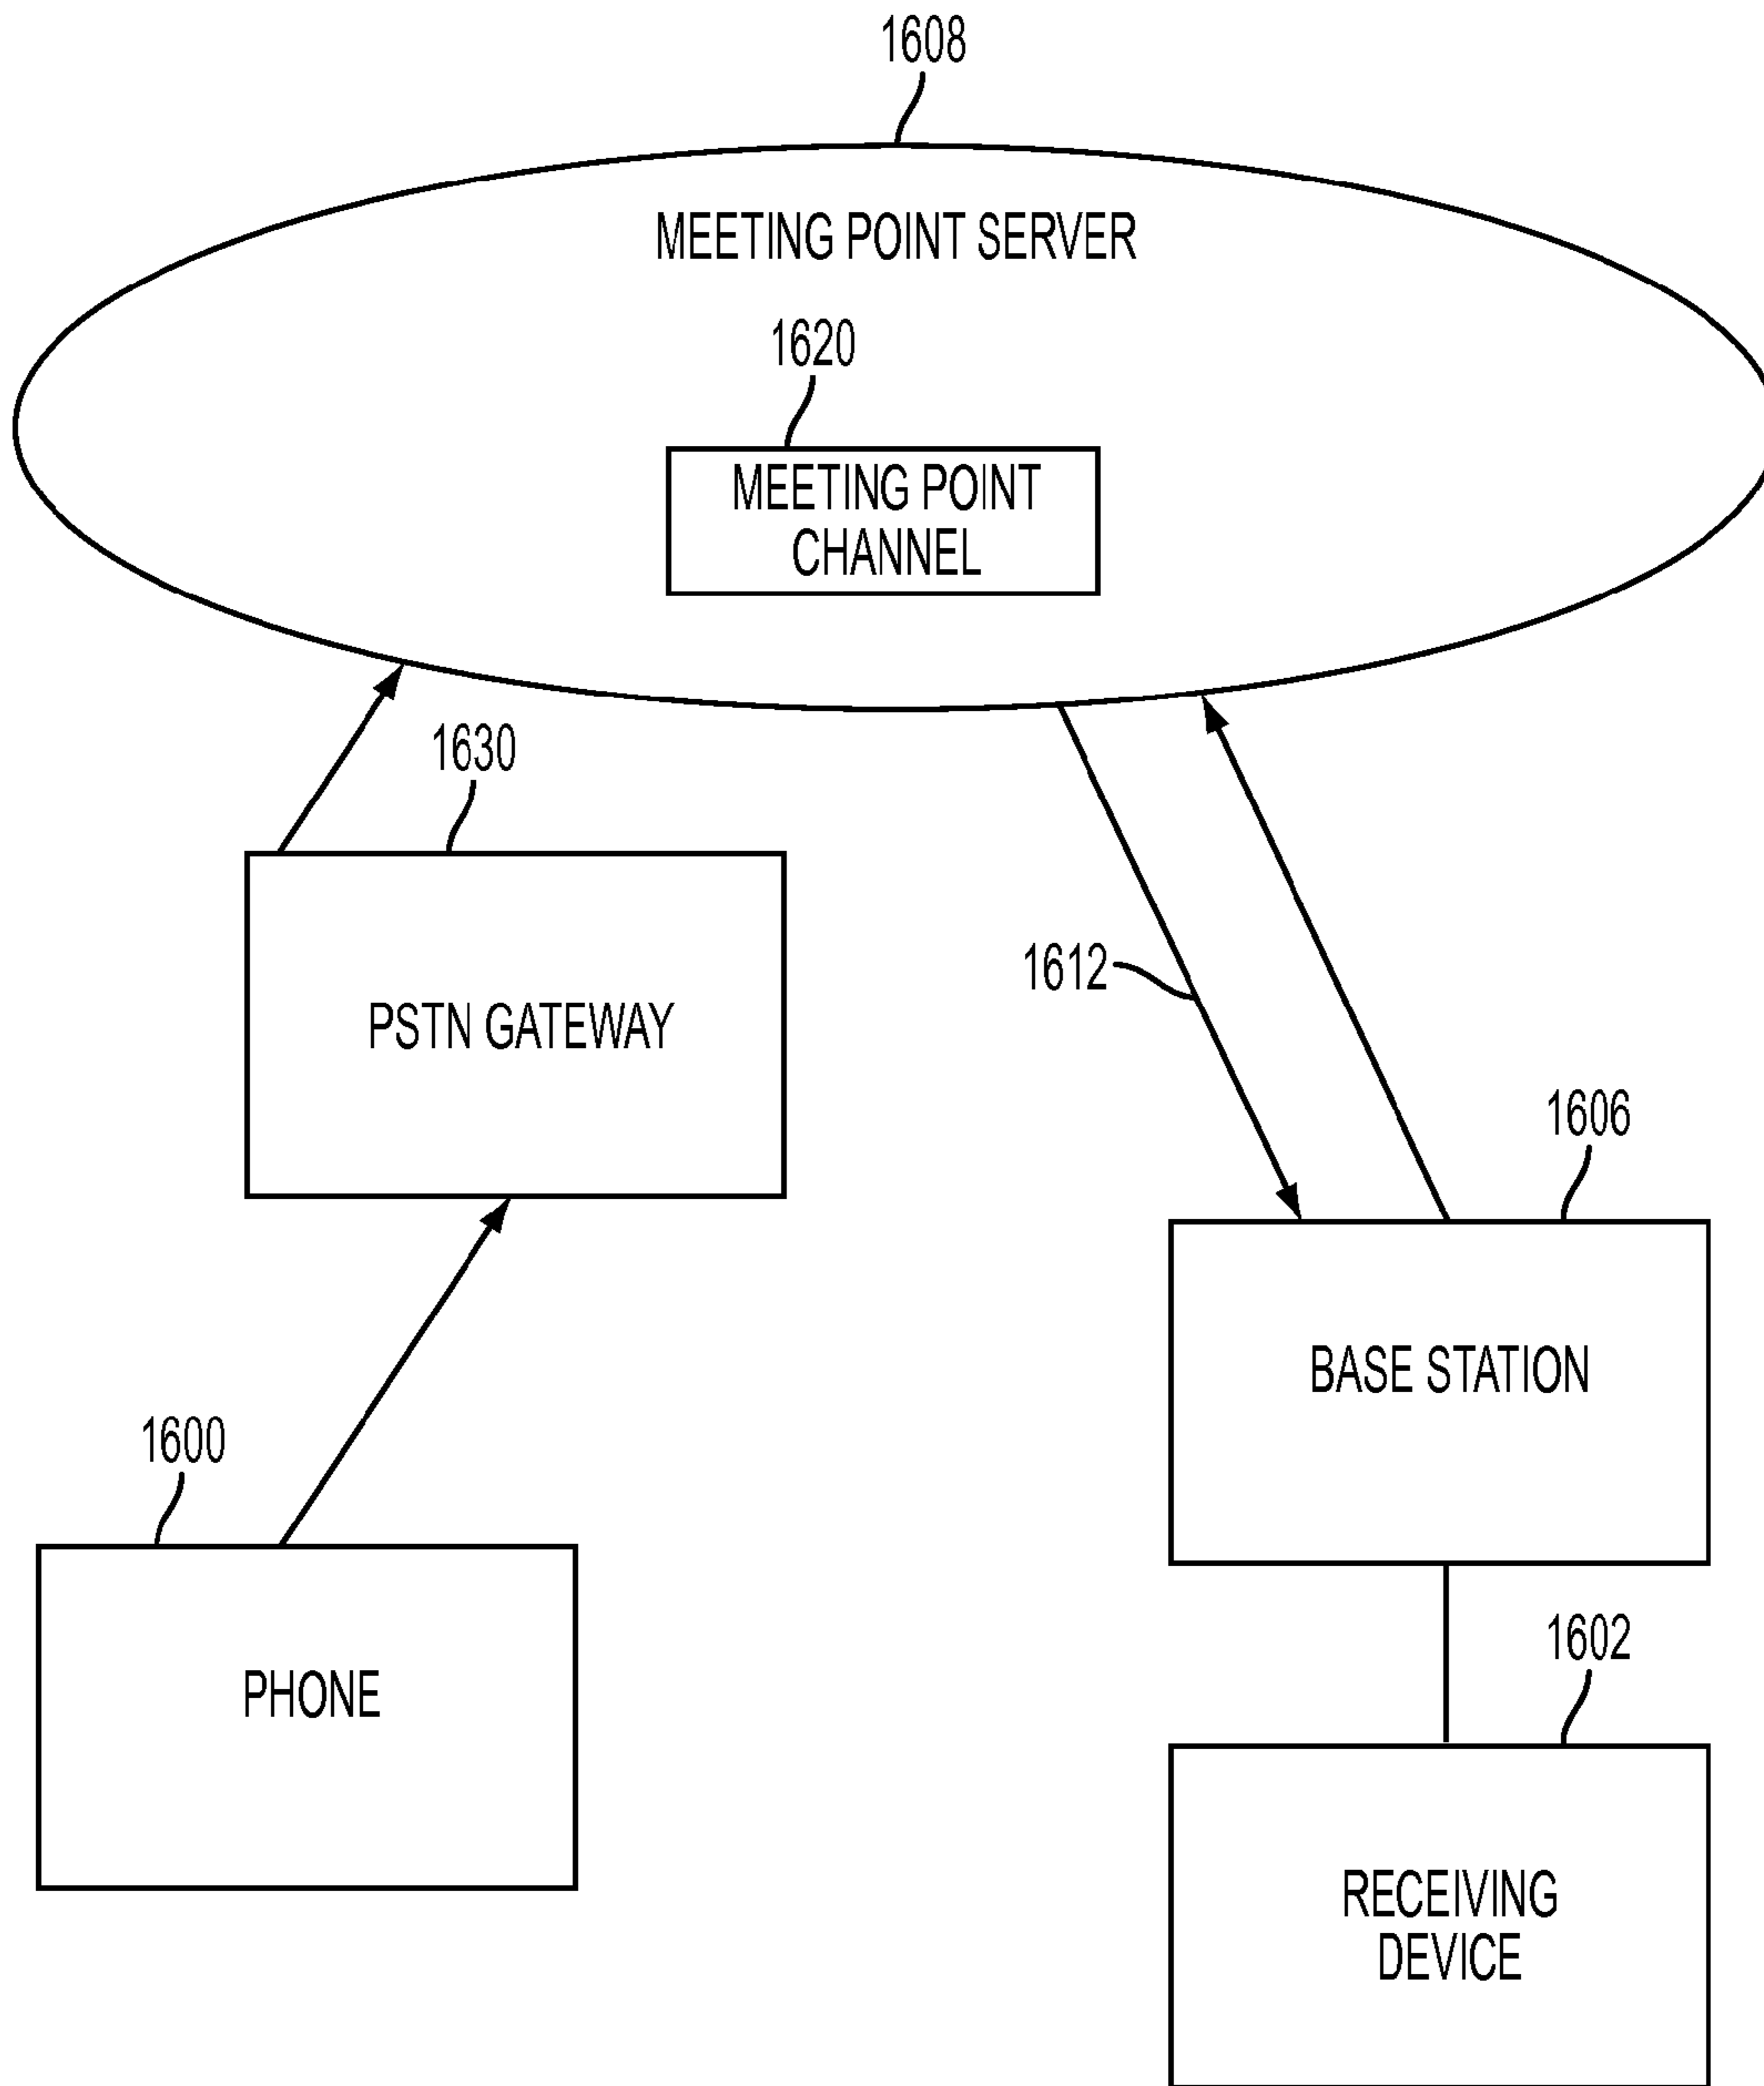 1608
MEETING POINT SERVER
1620
MEETING POINT
CHANNEL
1630
PSTN GATEWAY
1612
1606
BASE STATION
1600
PHONE
1602
RECEIVING
DEVICE